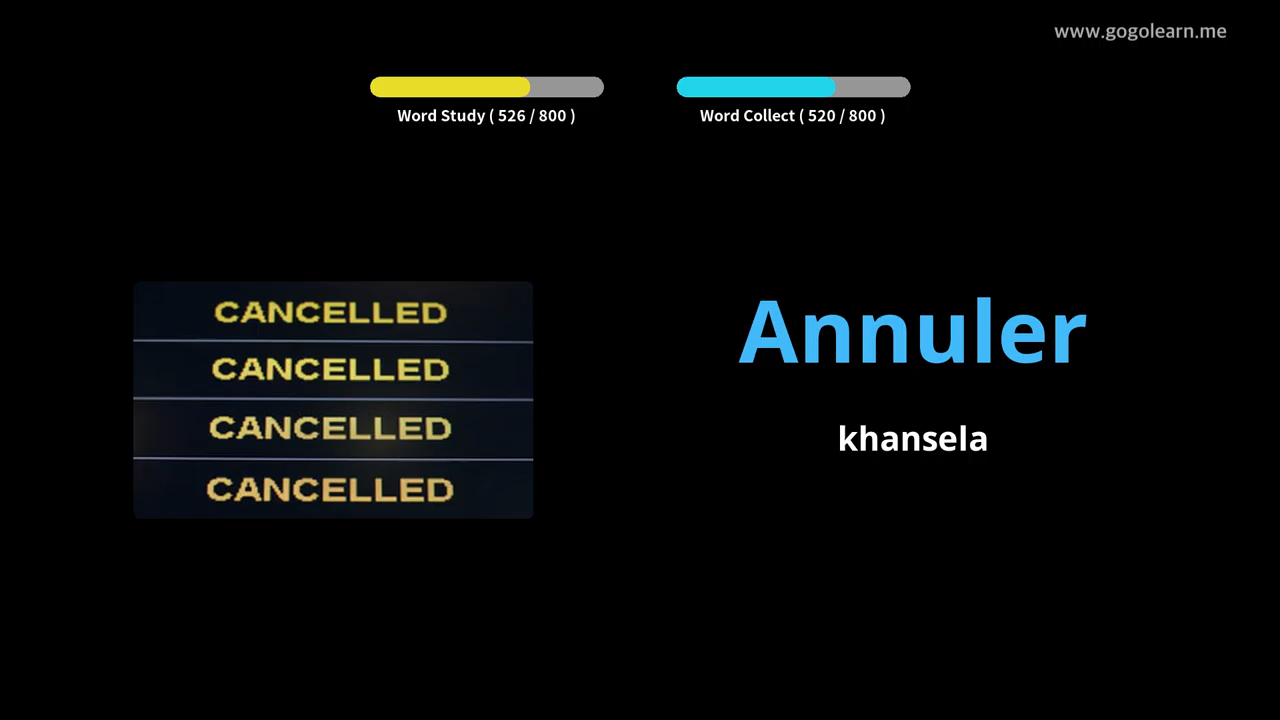 www.gogolearn.me
Word Study ( 526 / 800 )
Word Collect ( 520 / 800 )
CANCELLED
CANCELLED
CANCELLED
CANCELLED
Annuler
khansela